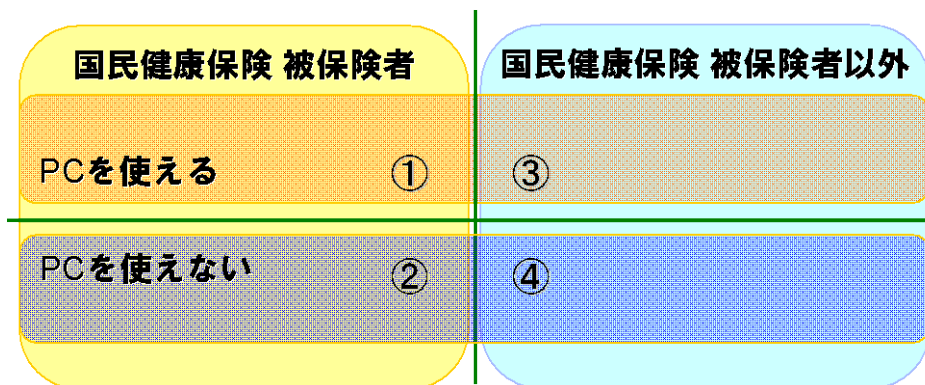 国民健康保険 被保険者
国民健康保険 被保険者以外
PCを使える ①
③
PCを使えない ②
④